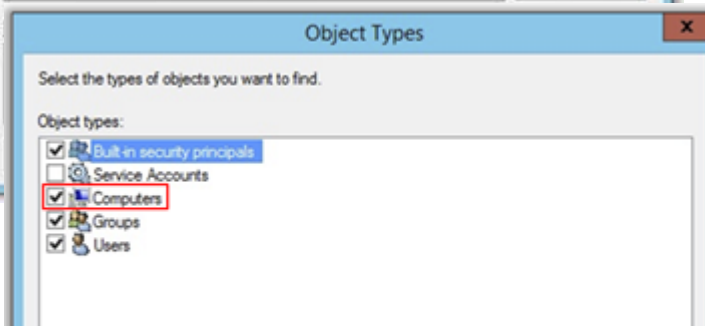 Object Types
x
Select the types of objects you want to find.
Object types:
Built-in security principals
Service Accounts
Computers
Groups
Users